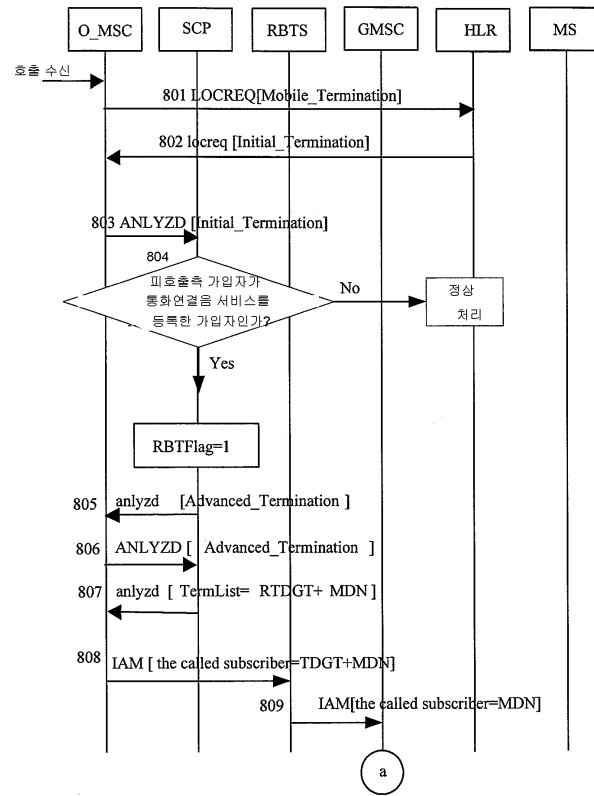 O_MSC SCP RBTS GMSC HLR MS
호출 수신
801 LOCREQ[Mobile_Termination]
802 locreq [Initial_Termination]
803 ANLYZD [Initial_Termination]
804
피호출측 가입자가
통화연결음 서비스를
등록한 가입자인가?
No
정상
처리
Yes
RBTFlag=1
805 anlyzd [Advanced_Termination ]
806 ANLYZD [ Advanced_Termination ]
807 anlyzd [ TermList= RTDGT+ MDN ]
808 IAM [ the called subscriber=TDGT+MDN]
809 IAM[the called subscriber=MDN]
a